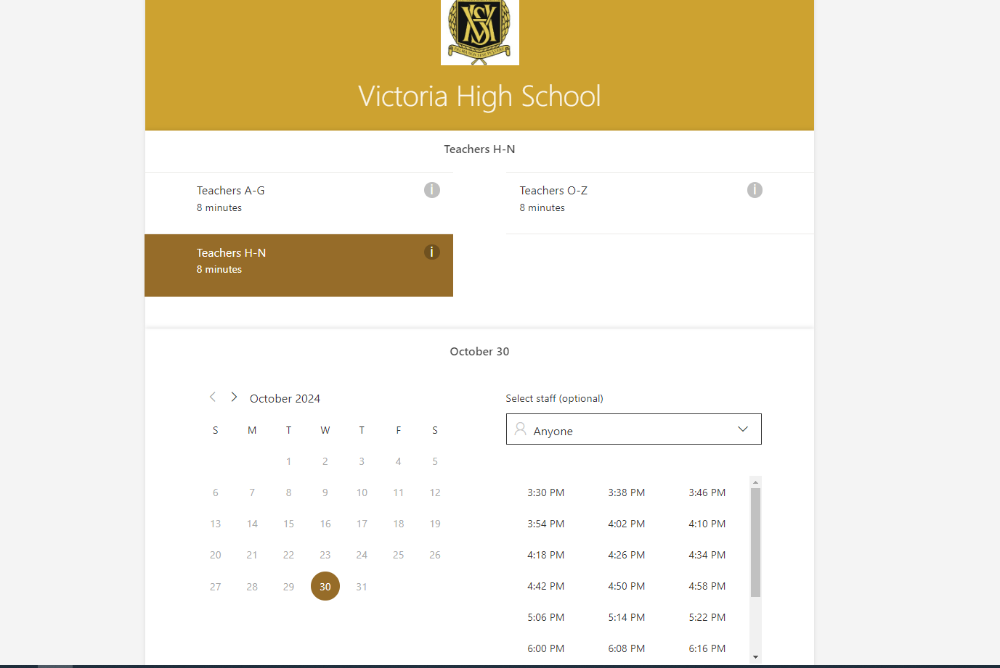 PALMA NON SINE PULVERE
Victoria High School
Teachers H-N
Teachers A-G
8 minutes
Teachers O-Z
8 minutes
Teachers H-N
8 minutes
October 30
October 2024
S M T W T F S
1 2 3 4 5
6 7 8 9 10 11 12
13 14 15 16 17 18 19
20 21 22 23 24 25 26
27 28 29 30 31
Select staff (optional)
Anyone
3:30 PM 3:38 PM 3:46 PM
3:54 PM 4:02 PM 4:10 PM
4:18 PM 4:26 PM 4:34 PM
4:42 PM 4:50 PM 4:58 PM
5:06 PM 5:14 PM 5:22 PM
6:00 PM 6:08 PM 6:16 PM